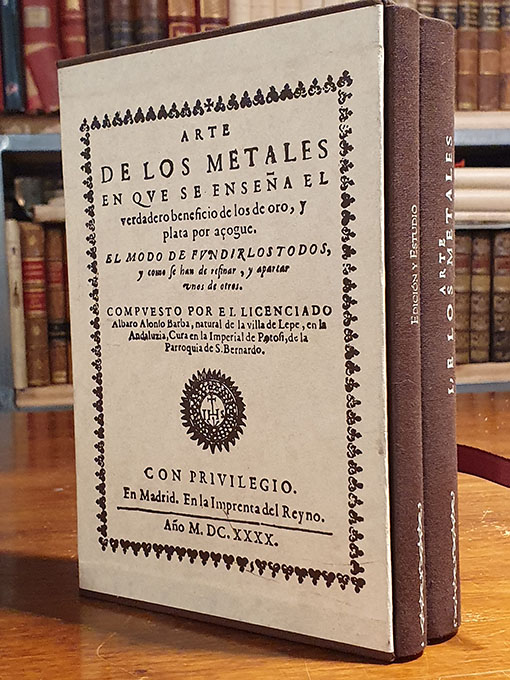 ARTE
DE LOS METALES
EN QVE SE ENSEÑA EL
verdadero beneficio de los de oro, y
plata por açogue.
EL MODO DE FVNDIRLOS TODOS,
y como se han de refinar, y apartar
vnos de otros.
COMPVESTO POR EL LICENCIADO
Albaro Alonso Barba, natural de la villa de Lepe, en la
Andaluzia, Cura en la Imperial de Potosi, de la
Parroquia de S. Bernardo.
IHS
CON PRIVILEGIO.
En Madrid. En la Imprenta del Reyno.
Año M. DC. XXXX.
EDICIÓN Y ESTUDIO
ARTE
DE LOS METALES